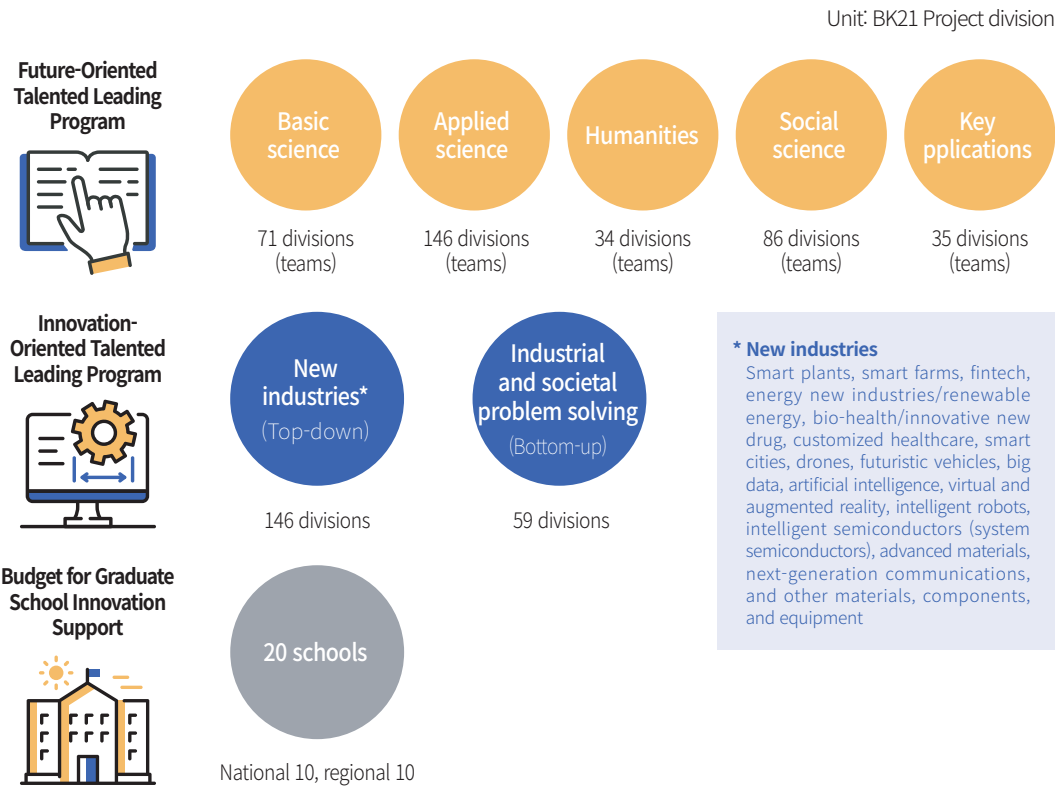 Unit: BK21 Project division
Future-Oriented
Talented Leading
Program
Basic
science
Applied
science
Humanities
Social
science
Key
pplications
71 divisions
(teams)
146 divisions
(teams)
34 divisions
(teams)
86 divisions
(teams)
35 divisions
(teams)
Innovation-
Oriented Talented
Leading Program
New
industries*
(Top-down)
146 divisions
Industrial
and societal
problem solving
(Bottom-up)
59 divisions
* New industries
Smart plants, smart farms, fintech,
energy new industries/renewable
energy, bio-health/innovative new
drug, customized healthcare, smart
cities, drones, futuristic vehicles, big
data, artificial intelligence, virtual and
augmented reality, intelligent robots,
intelligent semiconductors (system
semiconductors), advanced materials,
next-generation communications,
and other materials, components,
and equipment
Budget for Graduate
School Innovation
Support
20 schools
National 10, regional 10